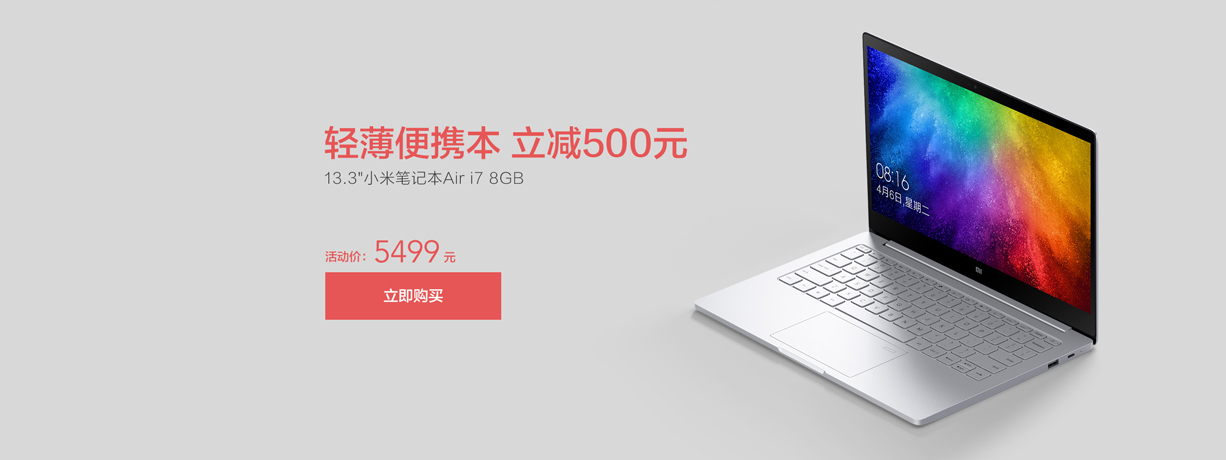 轻薄便携本 立减500元
13.3"小米笔记本Air i7 8GB
活动价：5499 元
立即购买
08:16
4月6日,星期二
mi